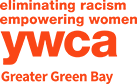 eliminating racism
empowering women
ywca
Greater Green Bay